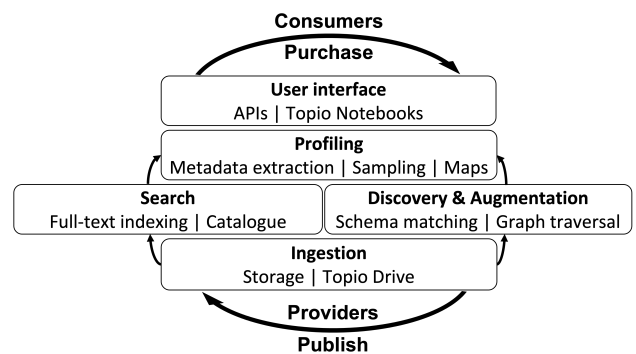 Consumers
Purchase
User interface
APIs | Topio Notebooks
Profiling
Metadata extraction | Sampling | Maps
Search
Full-text indexing | Catalogue
Discovery & Augmentation
Schema matching | Graph traversal
Ingestion
Storage | Topio Drive
Providers
Publish